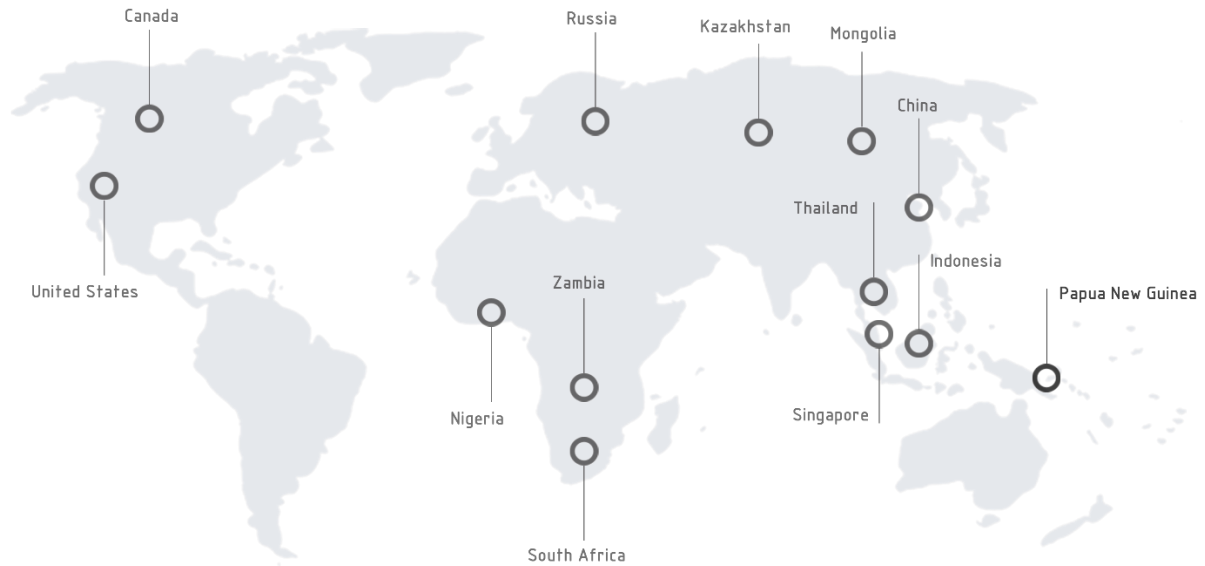 Canada
Russia
Kazakhstan
Mongolia
China
Thailand
Indonesia
Zambia
United States
Papua New Guinea
Nigeria
Singapore
South Africa